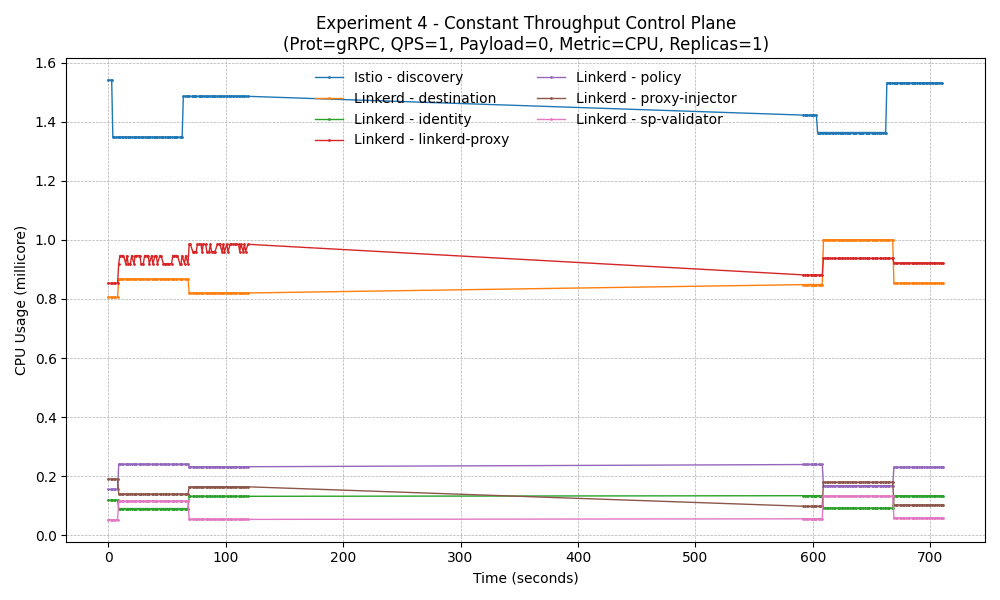 Experiment 4 - Constant Throughput Control Plane
(Prot=gRPC, QPS=1, Payload=0, Metric=CPU, Replicas=1)
Istio - discovery
Linkerd - destination
Linkerd - identity
Linkerd - linkerd-proxy
Linkerd - policy
Linkerd - proxy-injector
Linkerd - sp-validator
CPU Usage (millicore)
1.6
1.4
1.2
1.0
0.8
0.6
0.4
0.2
0.0
0 100 200 300 400 500 600 700
Time (seconds)